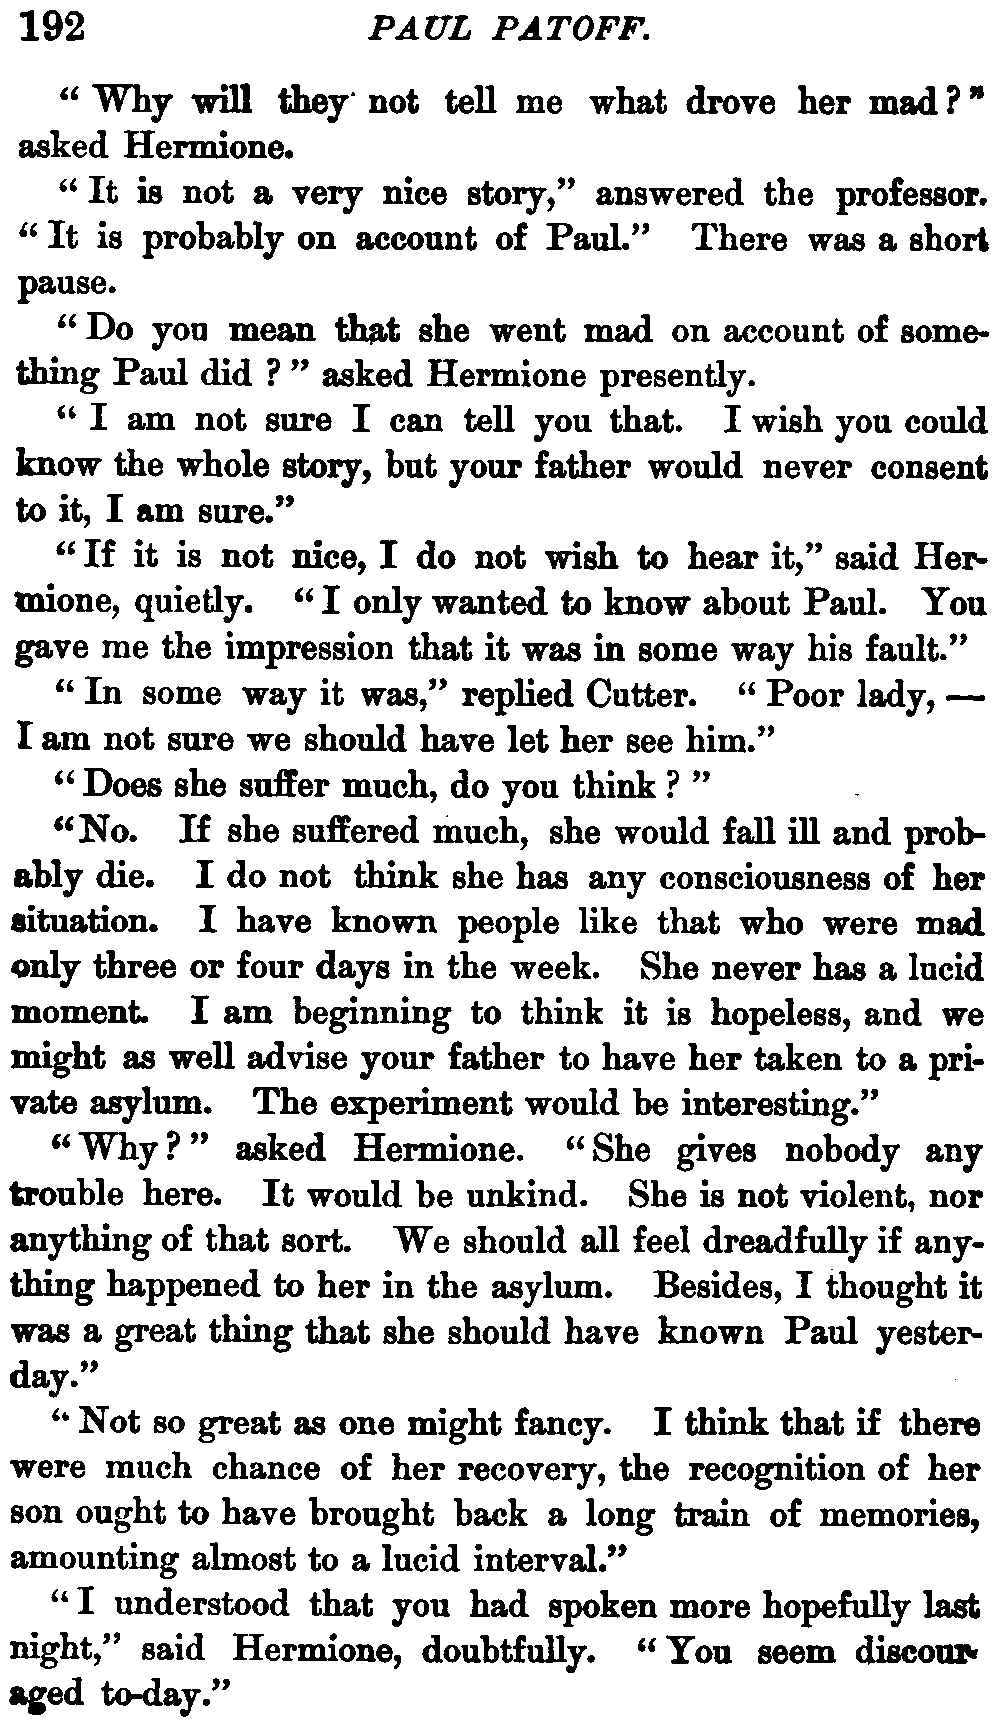 192 PAUL PATOFF.
“ Why will they not tell me what drove her mad ? ”
asked Hermione.
“ It is not a very nice story,” answered the professor.
“ It is probably on account of Paul.” There was a short
pause.
“ Do you mean that she went mad on account of some-
thing Paul did ? ” asked Hermione presently.
“ I am not sure I can tell you that. I wish you could
know the whole story, but your father would never consent
to it, I am sure.”
“ If it is not nice, I do not wish to hear it,” said Her-
mione, quietly. “ I only wanted to know about Paul. You
gave me the impression that it was in some way his fault.”
“ In some way it was,” replied Cutter. “ Poor lady, —
I am not sure we should have let her see him.”
“ Does she suffer much, do you think ? ”
“ No. If she suffered much, she would fall ill and prob-
ably die. I do not think she has any consciousness of her
situation. I have known people like that who were mad
only three or four days in the week. She never has a lucid
moment. I am beginning to think it is hopeless, and we
might as well advise your father to have her taken to a pri-
vate asylum. The experiment would be interesting.”
“ Why ? ” asked Hermione. “ She gives nobody any
trouble here. It would be unkind. She is not violent, nor
anything of that sort. We should all feel dreadfully if any-
thing happened to her in the asylum. Besides, I thought it
was a great thing that she should have known Paul yester-
day.”
“ Not so great as one might fancy. I think that if there
were much chance of her recovery, the recognition of her
son ought to have brought back a long train of memories,
amounting almost to a lucid interval.”
“ I understood that you had spoken more hopefully last
night,” said Hermione, doubtfully. “ You seem discour-
aged to-day.”